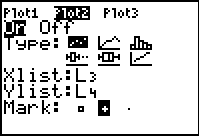 Plot1 Plot2 Plot3
On Off
Type:
Xlist:L₃
Ylist:L₄
Mark: